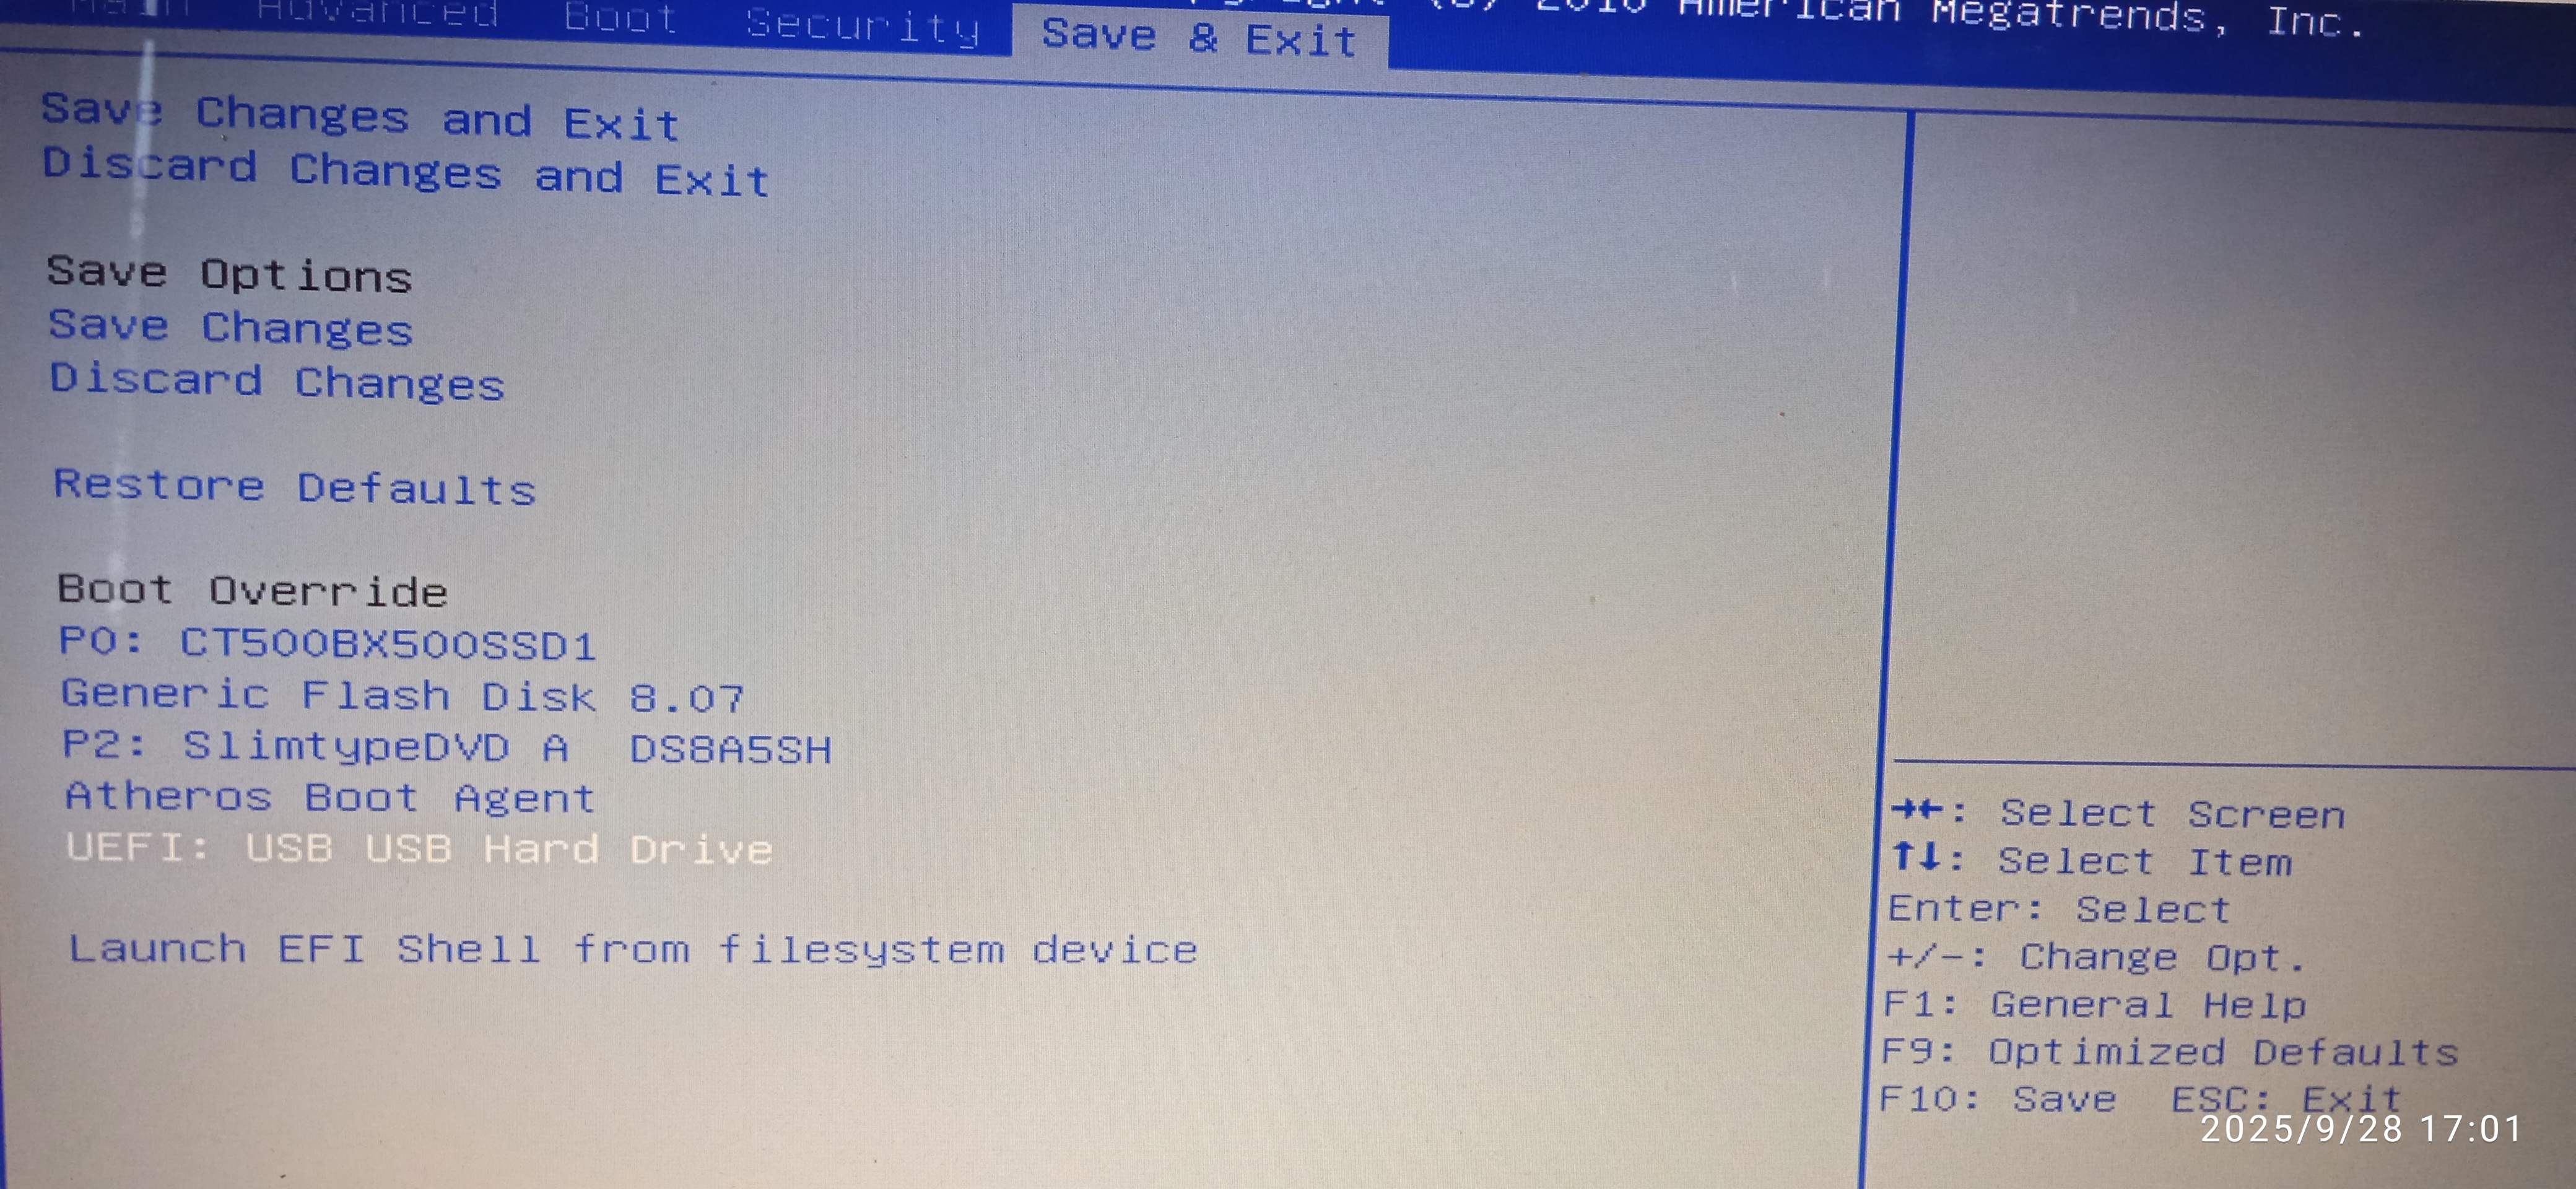 Main Advanced Boot Security Save & Exit
(C) 2010 American Megatrends, Inc.
Save Changes and Exit
Discard Changes and Exit
Save Options
Save Changes
Discard Changes
Restore Defaults
Boot Override
P0: CT500BX500SSD1
Generic Flash Disk 8.07
P2: SlimtypeDVD A  DS8A5SH
Atheros Boot Agent
UEFI: USB USB Hard Drive
Launch EFI Shell from filesystem device
→←: Select Screen
↑↓: Select Item
Enter: Select
+/-: Change Opt.
F1: General Help
F9: Optimized Defaults
F10: Save  ESC: Exit
2025/9/28 17:01